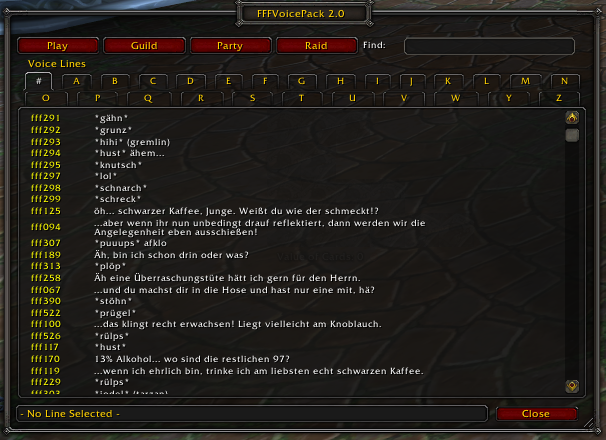 FFFVoicePack 2.0
Play Guild Party Raid Find:
Voice Lines
# A B C D E F G H I J K L M N
O P Q R S T U V W Y Z
fff291 *gähn*
fff292 *grunz*
fff293 *hihi* (gremlin)
fff294 *hust* ähem...
fff295 *knutsch*
fff297 *lol*
fff298 *schnarch*
fff299 *schreck*
fff125 öh... schwarzer Kaffee, Junge. Weißt du wie der schmeckt!?
fff094 ...aber wenn ihr nun unbedingt drauf reflektiert, dann werden wir die
Angelegenheit eben ausschießen!
fff307 *puuups* afklo
fff189 Äh, bin ich schon drin oder was?
fff313 *plöp*
fff258 Äh eine Überraschungstüte hätt ich gern für den Herrn.
fff067 ...und du machst dir in die Hose und hast nur eine mit, hä?
fff390 *stöhn*
fff522 *prügel*
fff100 ...das klingt recht erwachsen! Liegt vielleicht am Knoblauch.
fff526 *rülps*
fff117 *hust*
fff170 13% Alkohol... wo sind die restlichen 97?
fff119 ...wenn ich ehrlich bin, trinke ich am liebsten echt schwarzen Kaffee.
fff229 *rülps*
fff303 *jodel* (tarzan)
- No Line Selected - Close